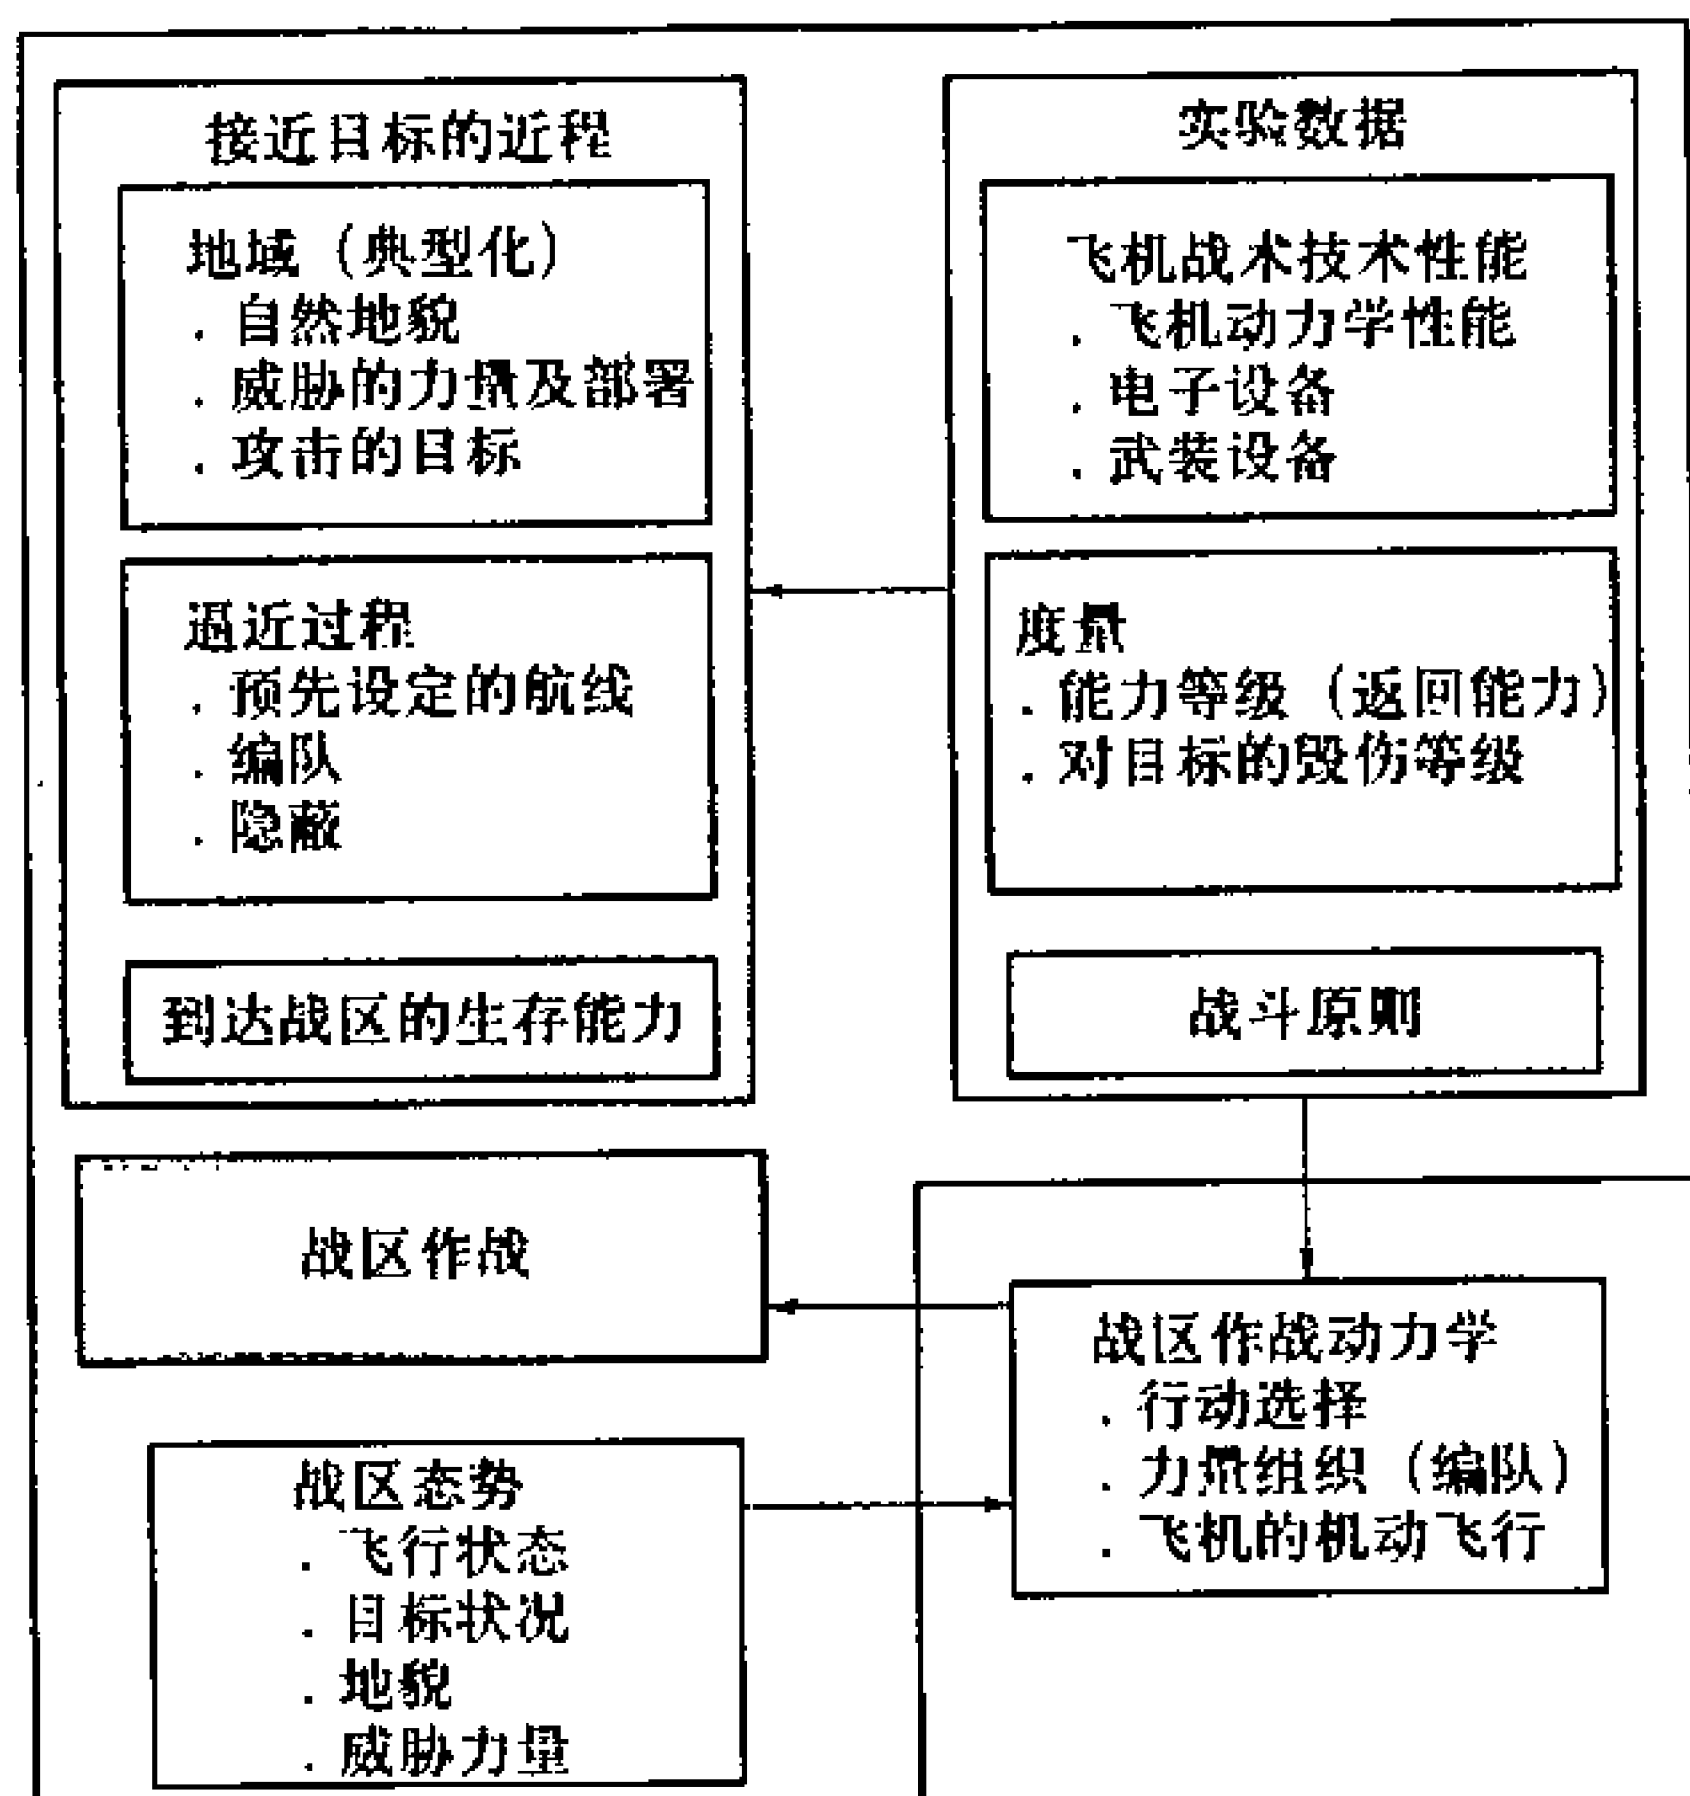 接近目标的近程
地域（典型化）
. 自然地貌
. 威胁的力量及部署
. 攻击的目标
逼近过程
. 预先设定的航线
. 编队
. 隐蔽
到达战区的生存能力
实验数据
飞机战术技术性能
. 飞机动力学性能
. 电子设备
. 武装设备
度量
. 能力等级（返回能力）
. 对目标的毁伤等级
战斗原则
战区作战
战区作战动力学
. 行动选择
. 力量组织（编队）
. 飞机的机动飞行
战区态势
. 飞行状态
. 目标状况
. 地貌
. 威胁力量